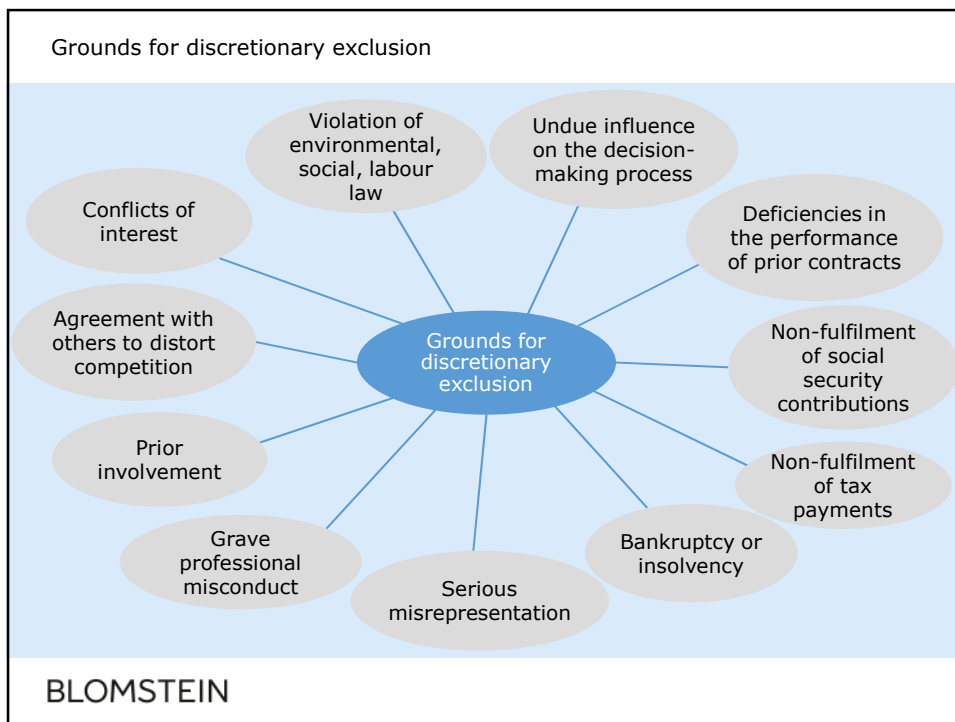 Grounds for discretionary exclusion
Violation of
environmental,
social, labour
law
Undue influence
on the decision-
making process
Conflicts of
interest
Deficiencies in
the performance
of prior contracts
Agreement with
others to distort
competition
Grounds for
discretionary
exclusion
Non-fulfilment
of social
security
contributions
Prior
involvement
Non-fulfilment
of tax
payments
Grave
professional
misconduct
Serious
misrepresentation
Bankruptcy or
insolvency
BLOMSTEIN